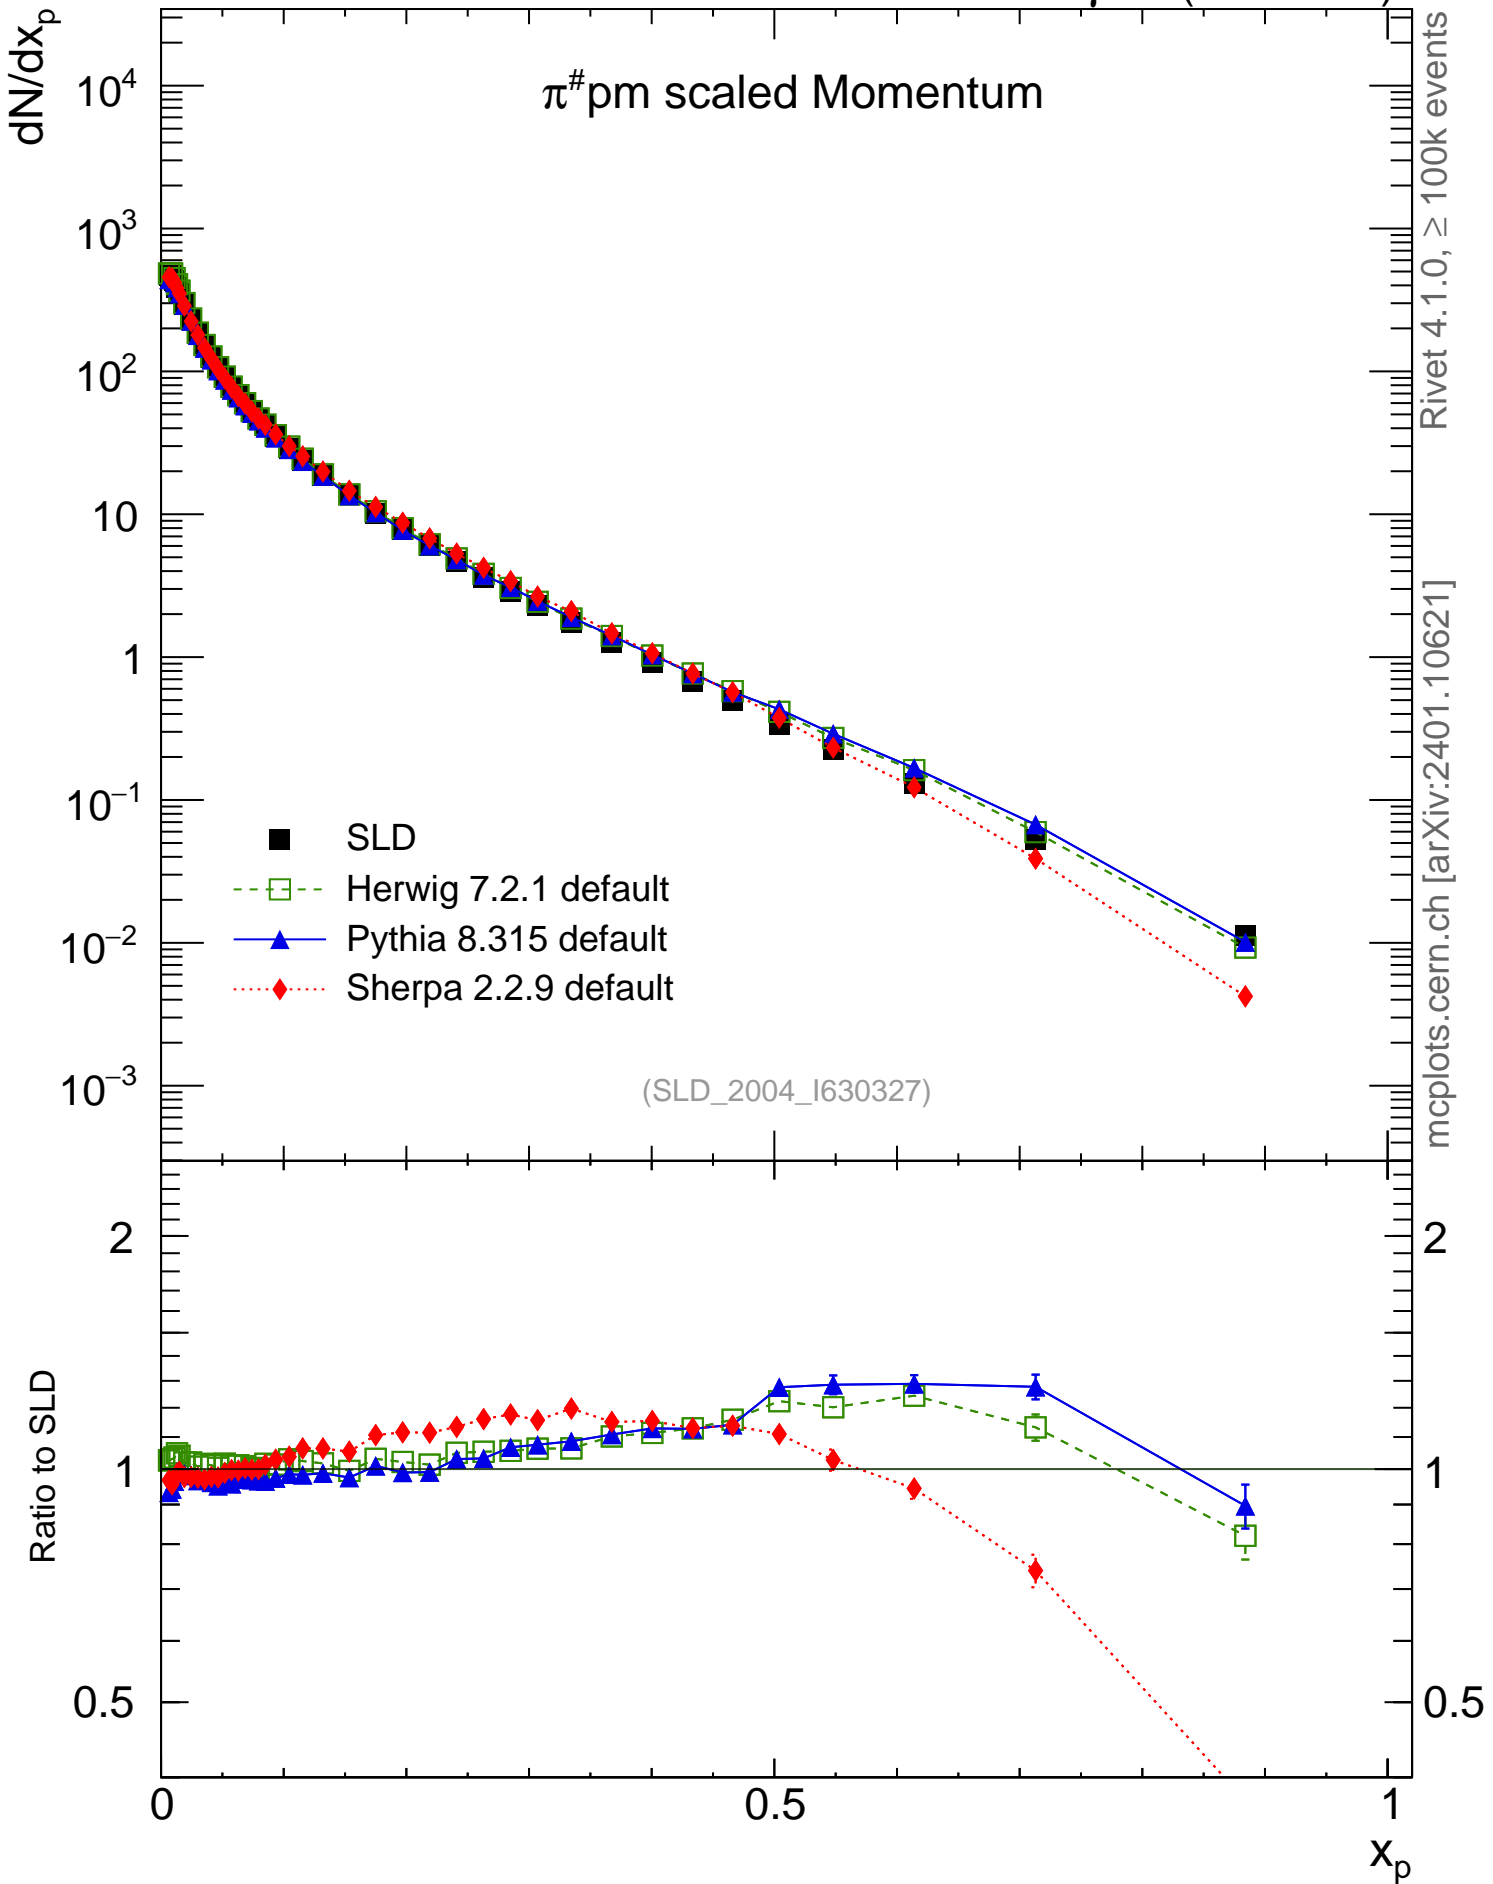 dN/dx_p
π^#pm scaled Momentum
10^4
10^3
10^2
10
1
10^−1
10^−2
10^−3
SLD
Herwig 7.2.1 default
Pythia 8.315 default
Sherpa 2.2.9 default
(SLD_2004_I630327)
Rivet 4.1.0, ≥ 100k events
mcplots.cern.ch [arXiv:2401.10621]
Ratio to SLD
2
1
0.5
2
1
0.5
0
0.5
1
x_p